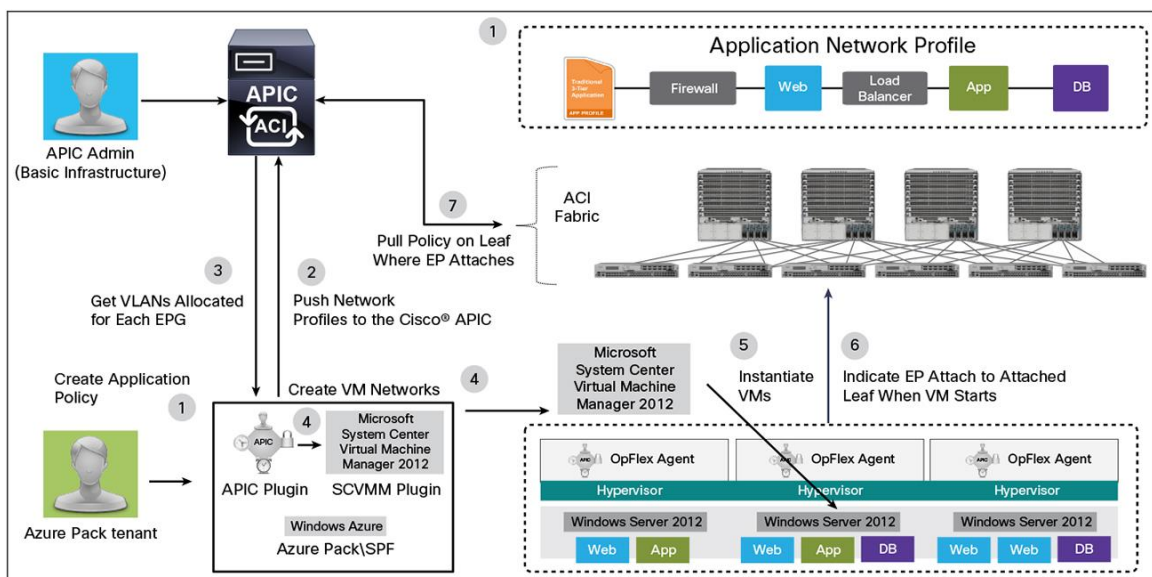 APIC
ACI
APIC Admin
(Basic Infrastructure)
1
Application Network Profile
Traditional
3-Tier
Application
APP PROFILE
Firewall
Web
Load
Balancer
App
DB
ACI
Fabric
7
Pull Policy on Leaf
Where EP Attaches
3
Get VLANs Allocated
for Each EPG
2
Push Network
Profiles to the Cisco® APIC
Create Application
Policy
1
Azure Pack tenant
Create VM Networks
4
APIC
4
Microsoft
System Center
Virtual Machine
Manager 2012
APIC Plugin
SCVMM Plugin
Windows Azure
Azure Pack\SPF
Microsoft
System Center
Virtual Machine
Manager 2012
5
Instantiate
VMs
6
Indicate EP Attach to Attached
Leaf When VM Starts
APIC
OpFlex Agent
APIC
OpFlex Agent
APIC
OpFlex Agent
Hypervisor
Hypervisor
Hypervisor
Windows Server 2012
Windows Server 2012
Windows Server 2012
Web
App
Web
App
DB
Web
Web
DB